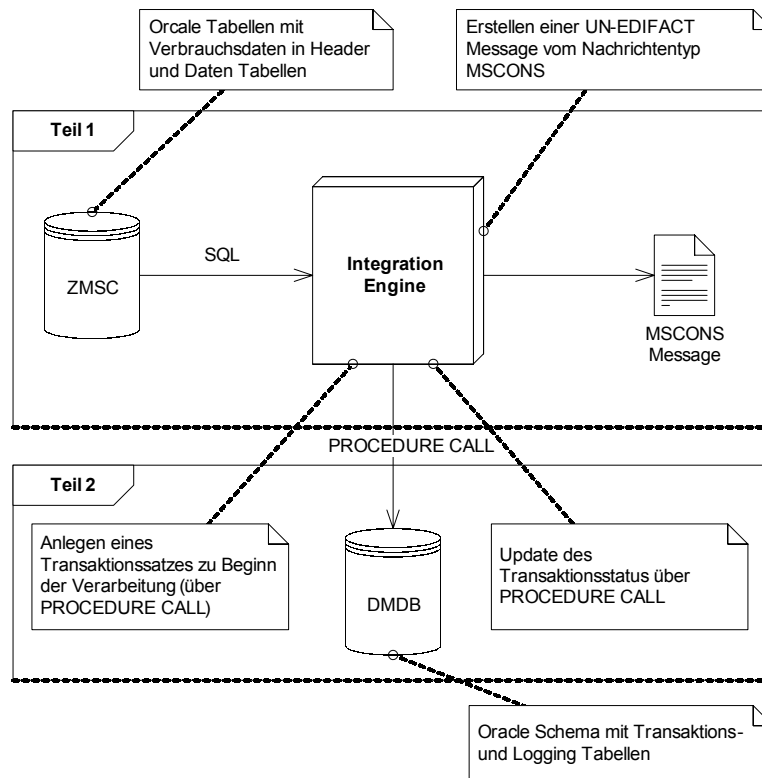 Orcale Tabellen mit
Verbrauchsdaten in Header
und Daten Tabellen
Erstellen einer UN-EDIFACT
Message vom Nachrichtentyp
MSCONS
Teil 1
ZMSC
SQL
Integration
Engine
MSCONS
Message
PROCEDURE CALL
Teil 2
Anlegen eines
Transaktionssatzes zu Beginn
der Verarbeitung (über
PROCEDURE CALL)
DMDB
Update des
Transaktionsstatus über
PROCEDURE CALL
Oracle Schema mit Transaktions-
und Logging Tabellen